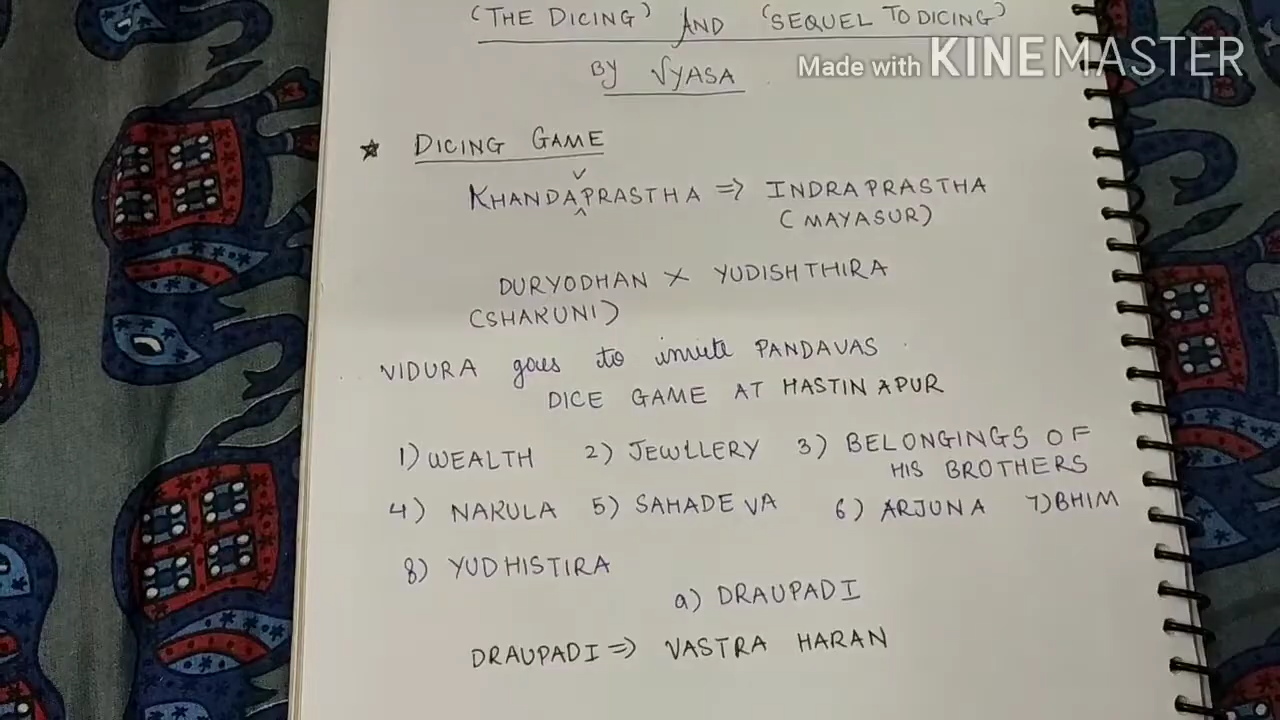 (THE DICING) AND (SEQUEL TO DICING)
BY VYASA
Made with KINEMASTER
★ DICING GAME
KHANDAPRASTHA => INDRAPRASTHA
(MAYASUR)
DURYODHAN X YUDISHTHIRA
(SHAKUNI)
VIDURA goes to invite PANDAVAS
DICE GAME AT HASTINAPUR
1) WEALTH 2) JEWLLERY 3) BELONGINGS OF
HIS BROTHERS
4) NAKULA 5) SAHADEVA 6) ARJUNA 7) BHIM
8) YUDHISTIRA
a) DRAUPADI
DRAUPADI => VASTRA HARAN